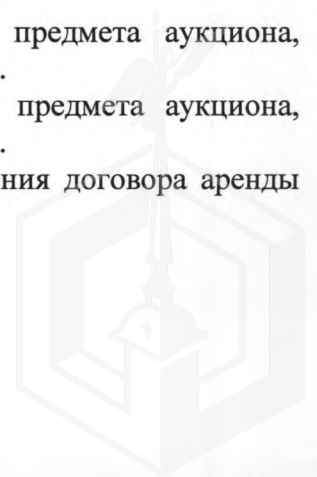 предмета аукциона,
.
предмета аукциона,
.
ния договора аренды